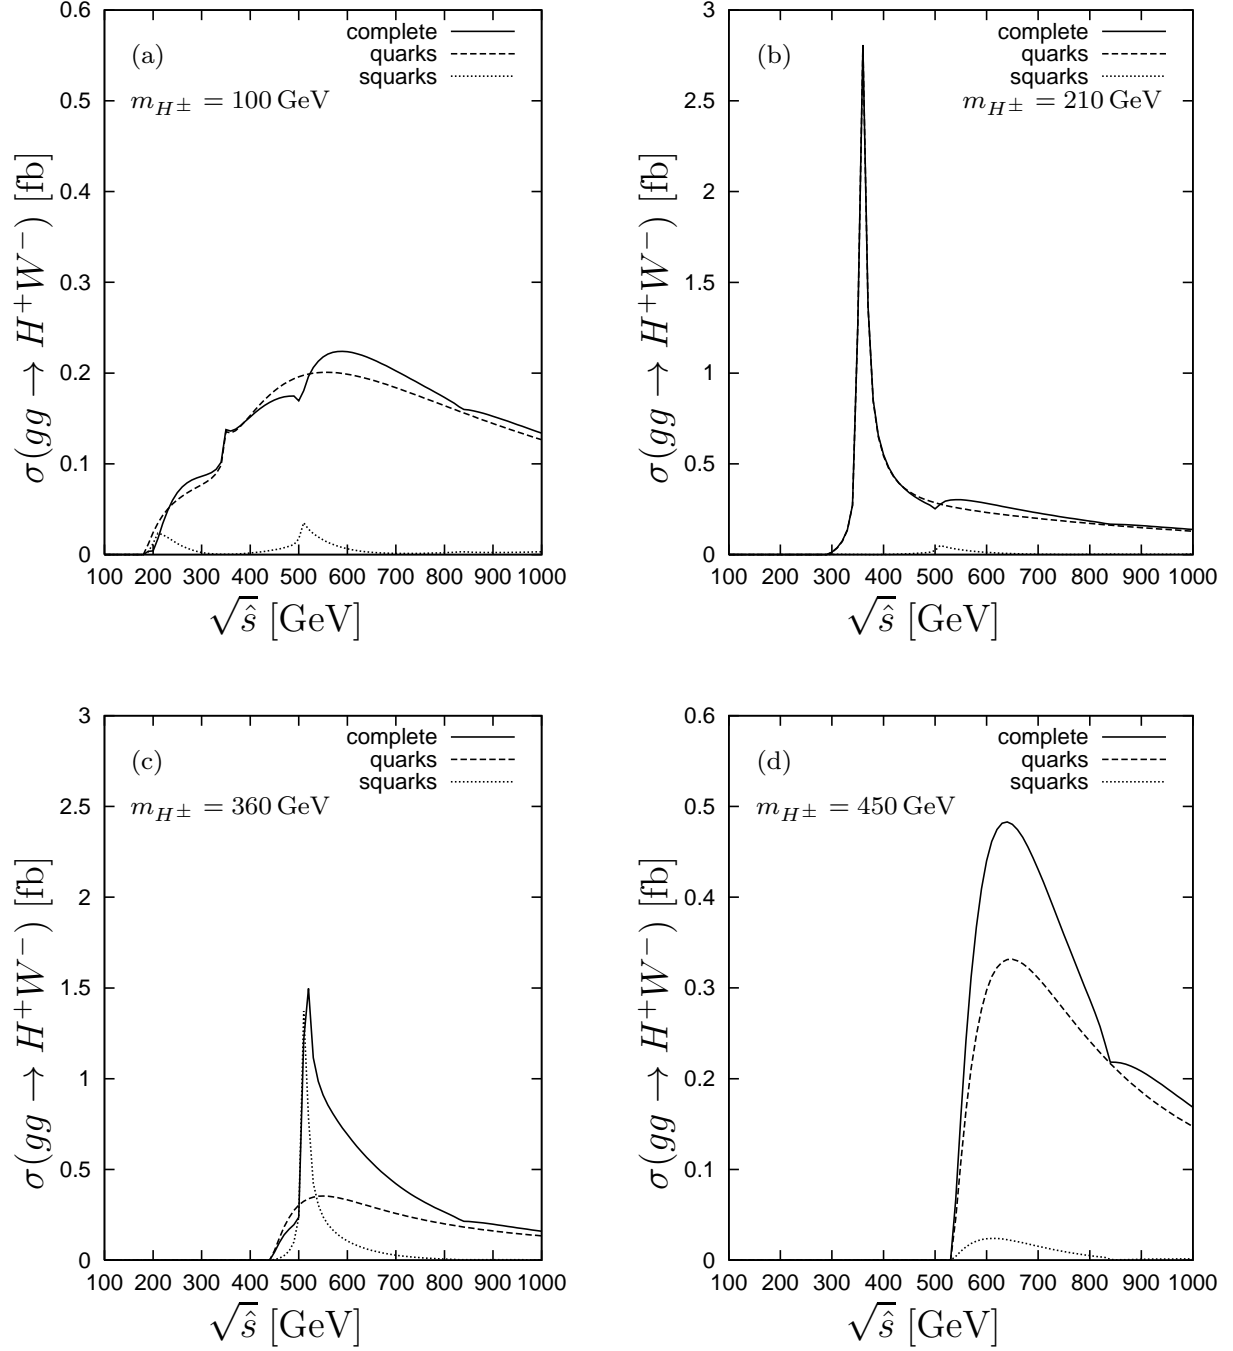 (a)
complete
quarks
squarks
m_{H^±} = 100 GeV
0.6
0.5
0.4
0.3
0.2
0.1
0
σ(gg → H^+W^−) [fb]
100 200 300 400 500 600 700 800 900 1000
√ŝ [GeV]
(b)
complete
quarks
squarks
m_{H^±} = 210 GeV
3
2.5
2
1.5
1
0.5
0
σ(gg → H^+W^−) [fb]
100 200 300 400 500 600 700 800 900 1000
√ŝ [GeV]
(c)
complete
quarks
squarks
m_{H^±} = 360 GeV
3
2.5
2
1.5
1
0.5
0
σ(gg → H^+W^−) [fb]
100 200 300 400 500 600 700 800 900 1000
√ŝ [GeV]
(d)
complete
quarks
squarks
m_{H^±} = 450 GeV
0.6
0.5
0.4
0.3
0.2
0.1
0
σ(gg → H^+W^−) [fb]
100 200 300 400 500 600 700 800 900 1000
√ŝ [GeV]